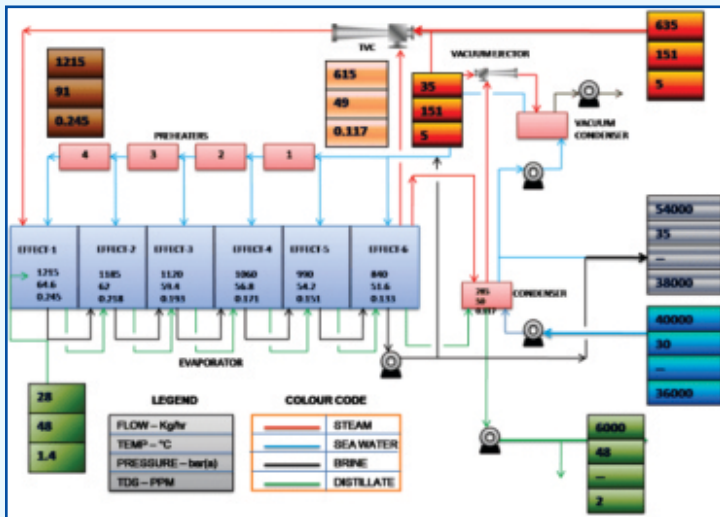 1215
91
0.245
TVC
VACUUM EJECTOR
615
49
0.117
35
151
5
635
151
5
VACUUM
CONDENSER
PREHEATERS
4
3
2
1
EFFECT-1
1215
64.6
0.245
EFFECT-2
1185
62
0.218
EFFECT-3
1120
59.4
0.193
EFFECT-4
1060
56.8
0.171
EFFECT-5
990
54.2
0.151
EFFECT-6
840
51.6
0.133
50
0.117
CONDENSER
54000
35
—
38000
40000
30
—
36000
EVAPORATOR
28
48
1.4
LEGEND
FLOW – Kg/hr
TEMP – °C
PRESSURE – bar(a)
TDS – PPM
COLOUR CODE
STEAM
SEA WATER
BRINE
DISTILLATE
6000
48
—
2